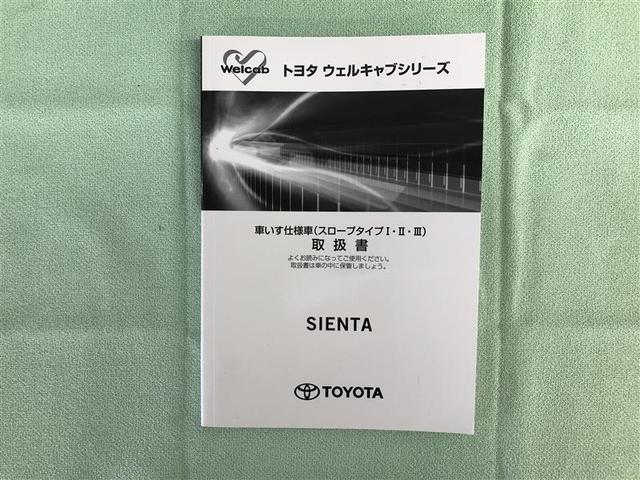 Welcab
トヨタ ウェルキャブシリーズ
車いす仕様車(スロープタイプⅠ・Ⅱ・Ⅲ)
取扱書
よくお読みになってご使用ください。
取扱書は車の中に保管しましょう。
SIENTA
TOYOTA